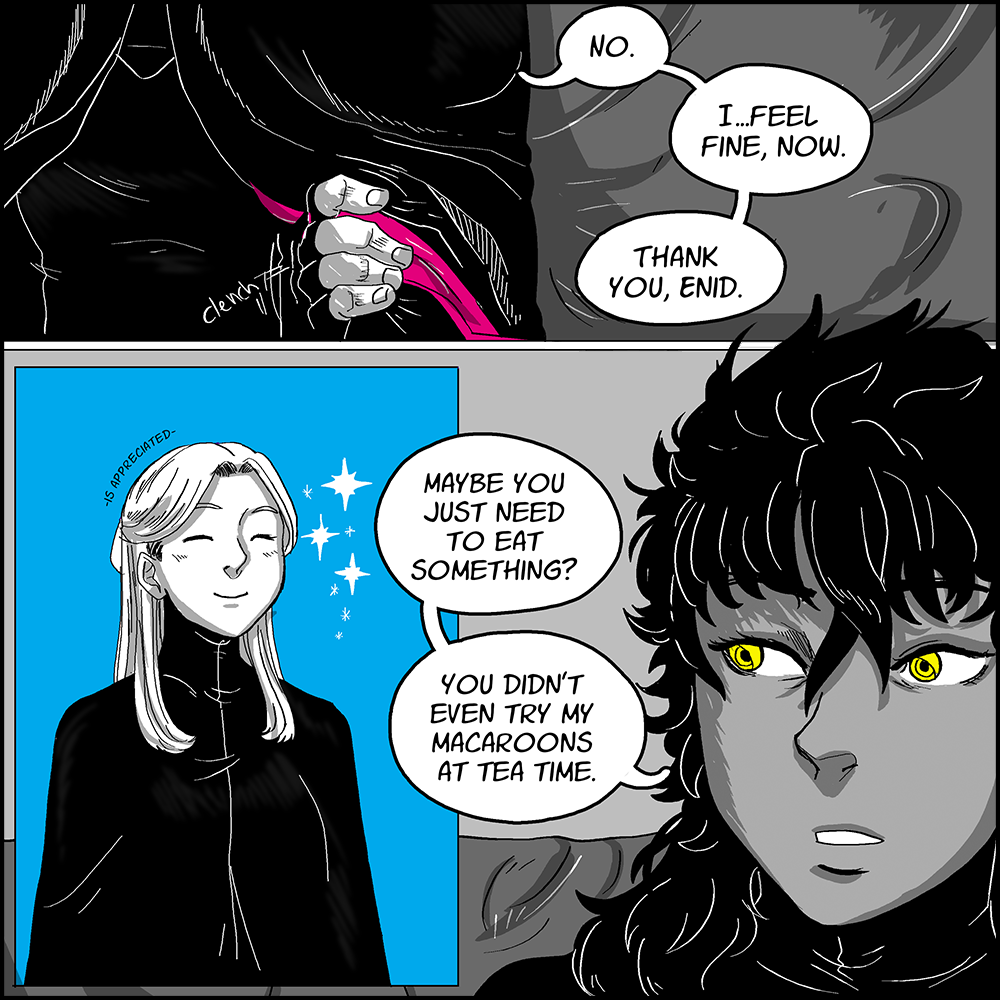 NO.
I...FEEL
FINE, NOW.
THANK
YOU, ENID.
clench
~IS APPRECIATED~
MAYBE YOU
JUST NEED
TO EAT
SOMETHING?
YOU DIDN'T
EVEN TRY MY
MACAROONS
AT TEA TIME.